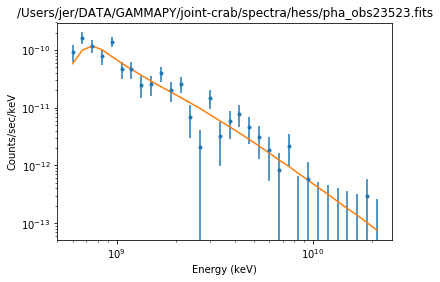 /Users/jer/DATA/GAMMAPY/joint-crab/spectra/hess/pha_obs23523.fits
Counts/sec/keV
10⁻¹⁰
10⁻¹¹
10⁻¹²
10⁻¹³
10⁹
10¹⁰
Energy (keV)